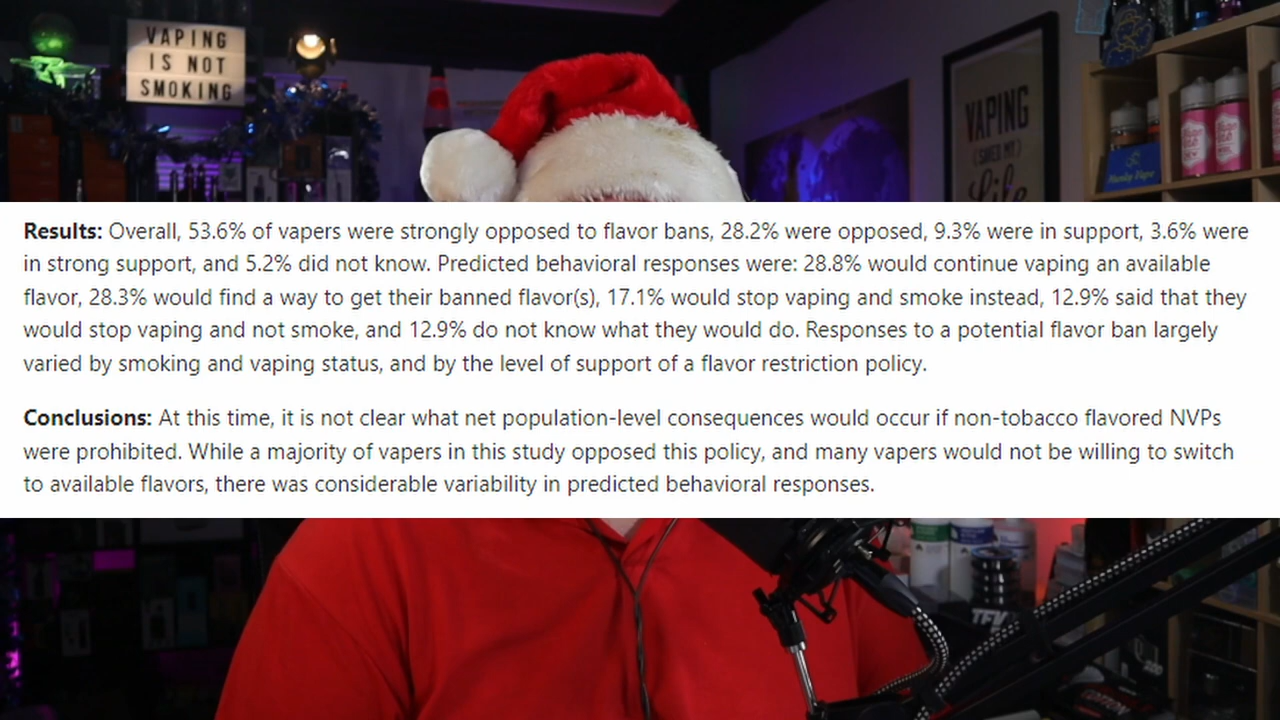 VAPING
IS NOT
SMOKING
VAPING
(SAVED MY)
Life
Results: Overall, 53.6% of vapers were strongly opposed to flavor bans, 28.2% were opposed, 9.3% were in support, 3.6% were
in strong support, and 5.2% did not know. Predicted behavioral responses were: 28.8% would continue vaping an available
flavor, 28.3% would find a way to get their banned flavor(s), 17.1% would stop vaping and smoke instead, 12.9% said that they
would stop vaping and not smoke, and 12.9% do not know what they would do. Responses to a potential flavor ban largely
varied by smoking and vaping status, and by the level of support of a flavor restriction policy.
Conclusions: At this time, it is not clear what net population-level consequences would occur if non-tobacco flavored NVPs
were prohibited. While a majority of vapers in this study opposed this policy, and many vapers would not be willing to switch
to available flavors, there was considerable variability in predicted behavioral responses.